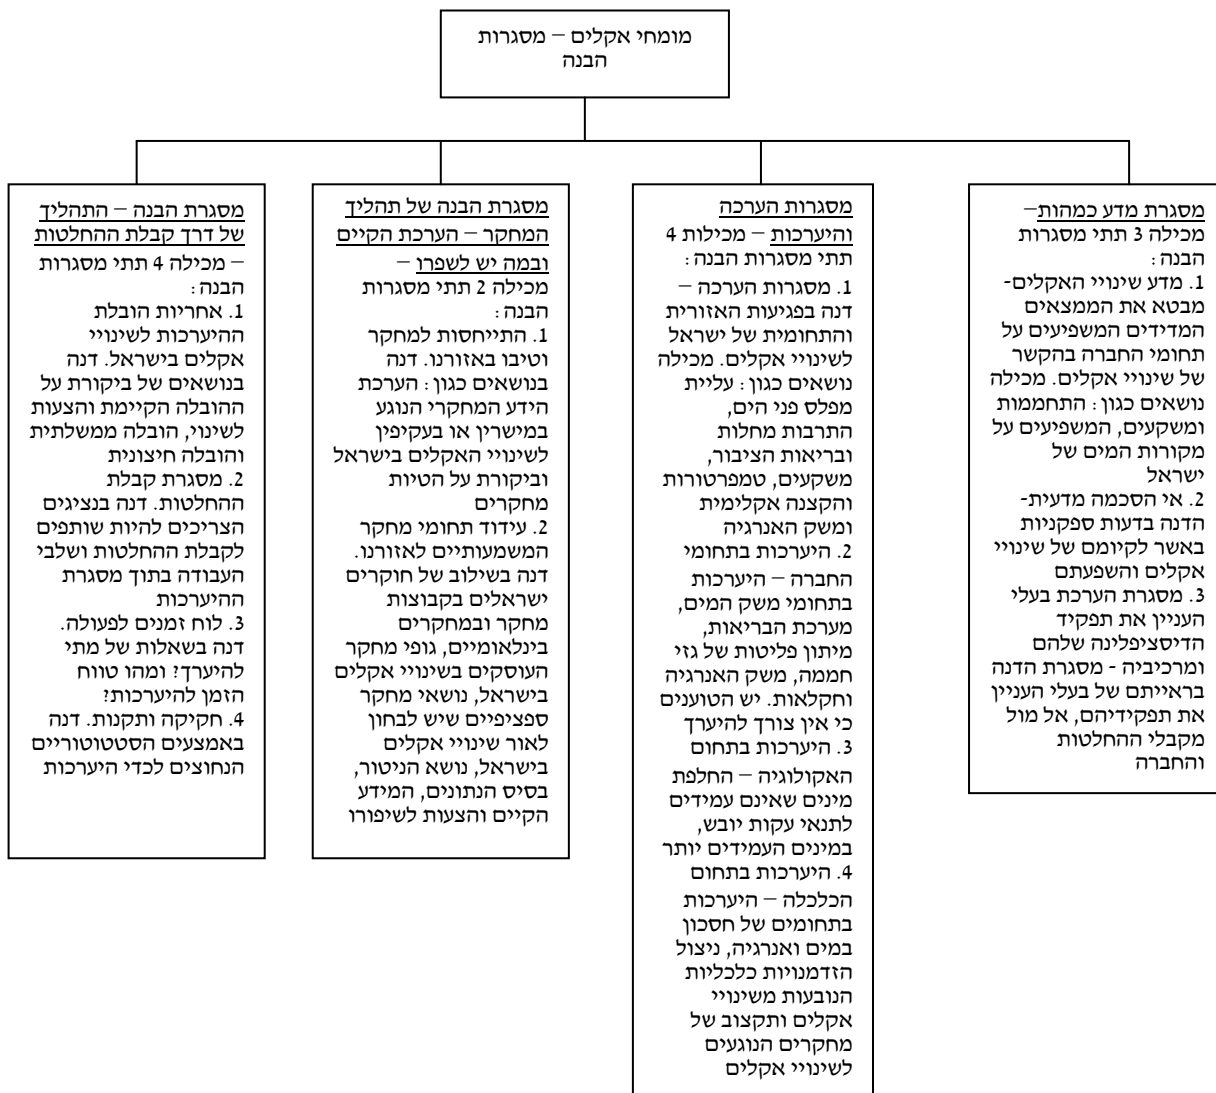 מומחי אקלים – מסגרות
הבנה
מסגרת מדע כמהות–
מכילה 3 תתי מסגרות
הבנה:
1. מדע שינויי האקלים-
מבטא את הממצאים
המדידים המשפיעים על
תחומי החברה בהקשר
של שינויי אקלים. מכילה
נושאים כגון: התחממות
ומשקעים, המשפיעים על
מקורות המים של
ישראל
2. אי הסכמה מדעית-
הדנה בדעות ספקניות
באשר לקיומם של שינויי
אקלים והשפעתם
3. מסגרת הערכת בעלי
העניין את תפקיד
הדיסציפלינה שלהם
ומרכיביה - מסגרת הדנה
בראייתם של בעלי העניין
את תפקידיהם, אל מול
מקבלי ההחלטות
והחברה
מסגרות הערכה
והיערכות – מכילות 4
תתי מסגרות הבנה:
1. מסגרות הערכה –
דנה בפגיעות האזורית
והתחומית של ישראל
לשינויי אקלים. מכילה
נושאים כגון: עליית
מפלס פני הים,
התרבות מחלות
ובריאות הציבור,
משקעים, טמפרטורות
והקצנה אקלימית
ומשק האנרגיה
2. היערכות בתחומי
החברה – היערכות
בתחומי משק המים,
מערכת הבריאות,
מיתון פליטות של גזי
חממה, משק האנרגיה
וחקלאות. יש הטוענים
כי אין צורך להיערך
3. היערכות בתחום
האקולוגיה – החלפת
מינים שאינם עמידים
לתנאי עקות יובש,
במינים העמידים יותר
4. היערכות בתחום
הכלכלה – היערכות
בתחומים של חסכון
במים ואנרגיה, ניצול
הזדמנויות כלכליות
הנובעות משינויי
אקלים ותקצוב של
מחקרים הנוגעים
לשינויי אקלים
מסגרת הבנה של תהליך
המחקר – הערכת הקיים
ובמה יש לשפרו –
מכילה 2 תתי מסגרות
הבנה:
1. התייחסות למחקר
וטיבו באזורנו. דנה
בנושאים כגון: הערכת
הידע המחקרי הנוגע
במישרין או בעקיפין
לשינויי האקלים בישראל
וביקורת על הטיות
מחקרים
2. עידוד תחומי מחקר
המשמעותיים לאזורנו.
דנה בשילוב של חוקרים
ישראלים בקבוצות
מחקר ובמחקרים
בינלאומיים, גופי מחקר
העוסקים בשינויי אקלים
בישראל, נושאי מחקר
ספציפיים שיש לבחון
לאור שינויי אקלים
בישראל, נושא הניטור,
בסיס הנתונים, המידע
הקיים והצעות לשיפורו
מסגרת הבנה – התהליך
של דרך קבלת ההחלטות
– מכילה 4 תתי מסגרות
הבנה:
1. אחריות הובלת
ההיערכות לשינויי
אקלים בישראל. דנה
בנושאים של ביקורת על
ההובלה הקיימת והצעות
לשינוי, הובלה ממשלתית
והובלה חיצונית
2. מסגרת קבלת
ההחלטות. דנה בנציגים
הצריכים להיות שותפים
לקבלת ההחלטות ושלבי
העבודה בתוך מסגרת
ההיערכות
3. לוח זמנים לפעולה.
דנה בשאלות של מתי
להיערך? ומהו טווח
הזמן להיערכות?
4. חקיקה ותקנות. דנה
באמצעים הסטטוטוריים
הנחוצים לכדי היערכות